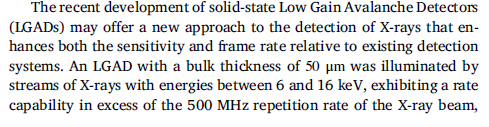 The recent development of solid-state Low Gain Avalanche Detectors
(LGADs) may offer a new approach to the detection of X-rays that en-
hances both the sensitivity and frame rate relative to existing detection
systems. An LGAD with a bulk thickness of 50 μm was illuminated by
streams of X-rays with energies between 6 and 16 keV, exhibiting a rate
capability in excess of the 500 MHz repetition rate of the X-ray beam,